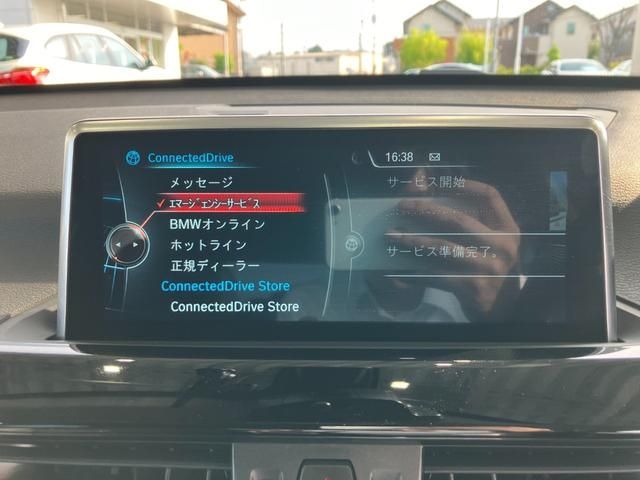 ConnectedDrive
16:38
メッセージ
サービス開始
✓ ｴﾏｰｼﾞｪﾝｼｰｻｰﾋﾞｽ
BMWオンライン
ホットライン
サービス準備完了。
正規ディーラー
ConnectedDrive Store
ConnectedDrive Store